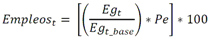 Empleos_t = [(Eg_t / Eg_t_base) * Pe] * 100